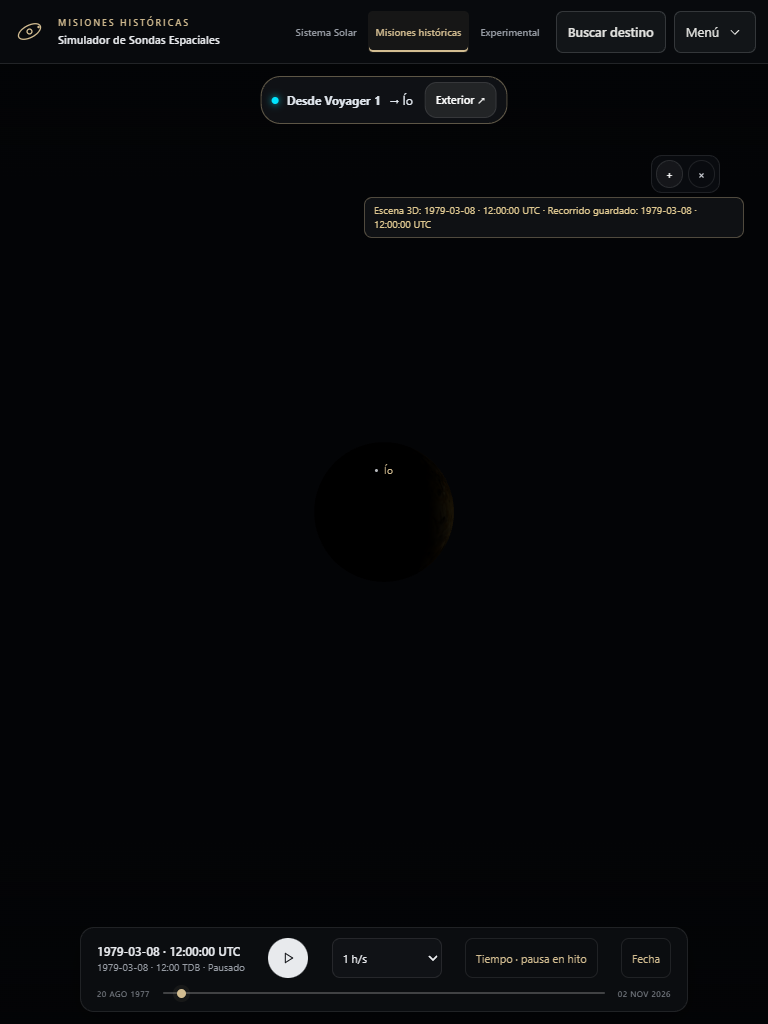 MISIONES HISTÓRICAS
Simulador de Sondas Espaciales
Sistema Solar
Misiones históricas
Experimental
Buscar destino
Menú
Desde Voyager 1 → Ío
Exterior ↗
+
×
Escena 3D: 1979-03-08 · 12:00:00 UTC · Recorrido guardado: 1979-03-08 ·
12:00:00 UTC
Ío
1979-03-08 · 12:00:00 UTC
1979-03-08 · 12:00 TDB · Pausado
1 h/s
Tiempo · pausa en hito
Fecha
20 AGO 1977
02 NOV 2026